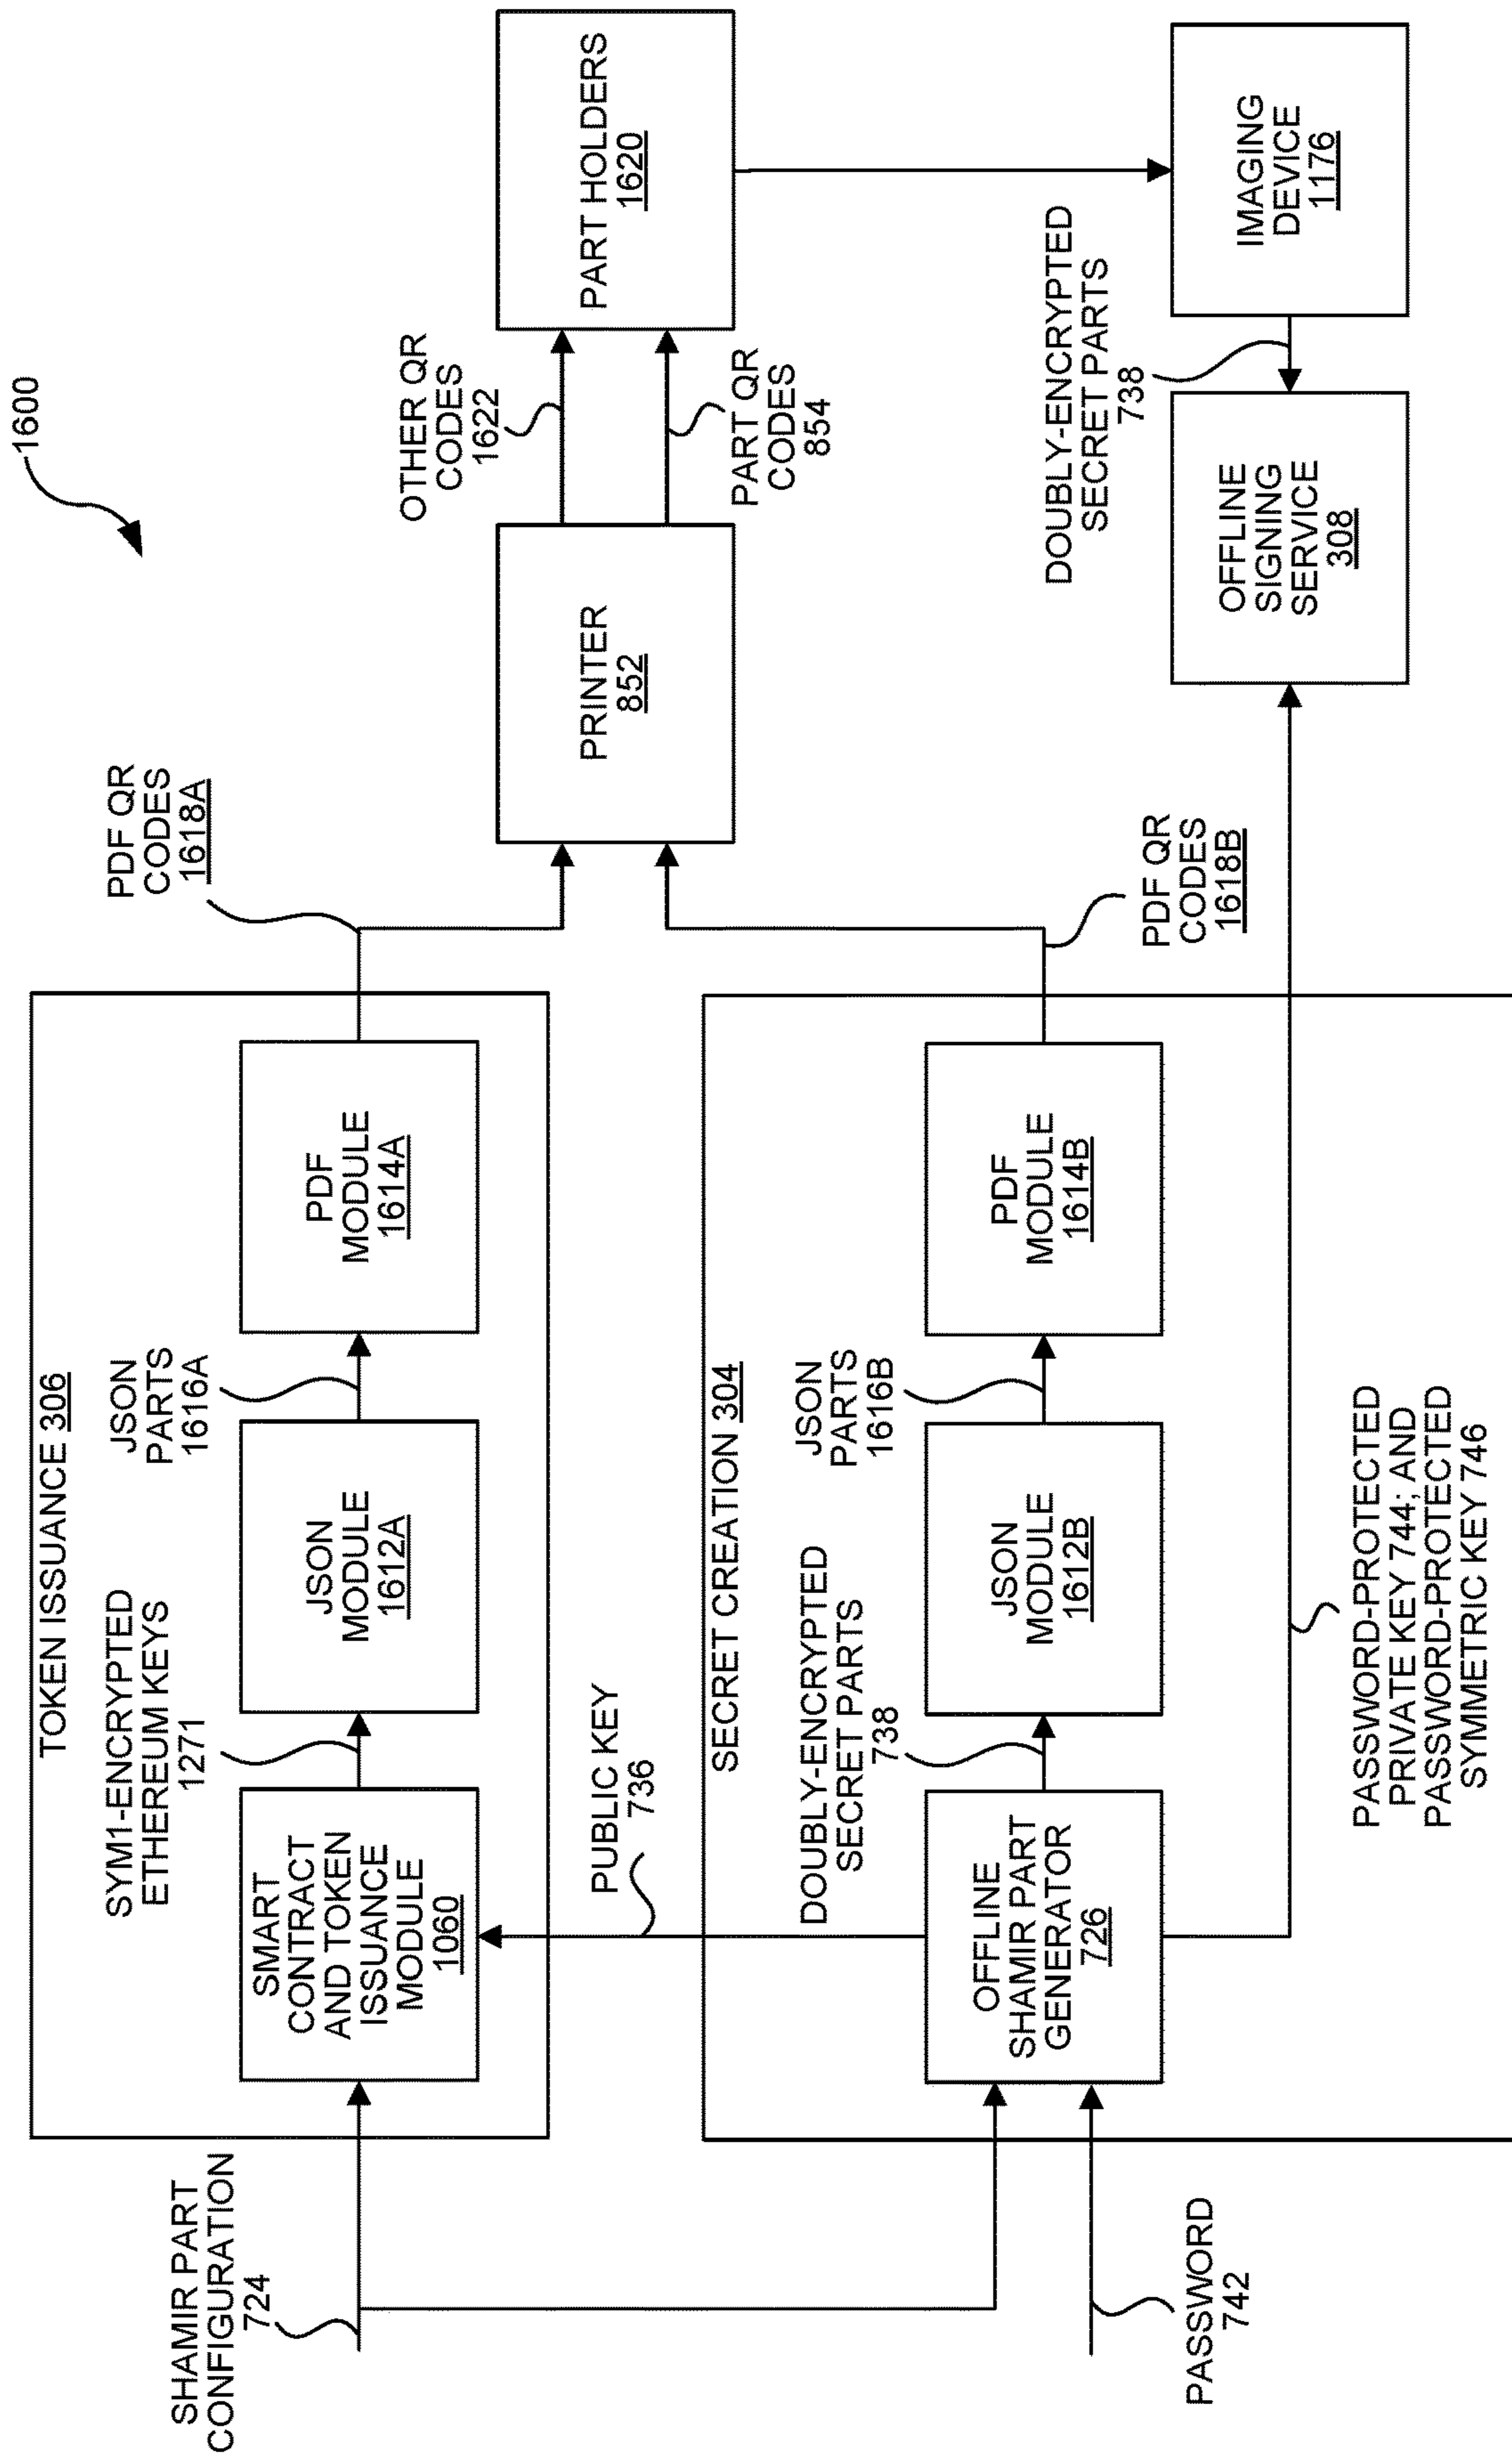 1600
TOKEN ISSUANCE 306
SHAMIR PART
CONFIGURATION
724
SMART
CONTRACT
AND TOKEN
ISSUANCE
MODULE
1060
SYM1-ENCRYPTED
ETHEREUM KEYS
1271
JSON
MODULE
1612A
JSON
PARTS
1616A
PDF
MODULE
1614A
PDF QR
CODES
1618A
PUBLIC KEY
736
PRINTER
852
OTHER QR
CODES
1622
PART QR
CODES
854
PART HOLDERS
1620
SECRET CREATION 304
PASSWORD
742
OFFLINE
SHAMIR PART
GENERATOR
726
DOUBLY-ENCRYPTED
SECRET PARTS
738
JSON
MODULE
1612B
JSON
PARTS
1616B
PDF
MODULE
1614B
PDF QR
CODES
1618B
PASSWORD-PROTECTED
PRIVATE KEY 744; AND
PASSWORD-PROTECTED
SYMMETRIC KEY 746
OFFLINE
SIGNING
SERVICE
308
DOUBLY-ENCRYPTED
SECRET PARTS
738
IMAGING
DEVICE
1176